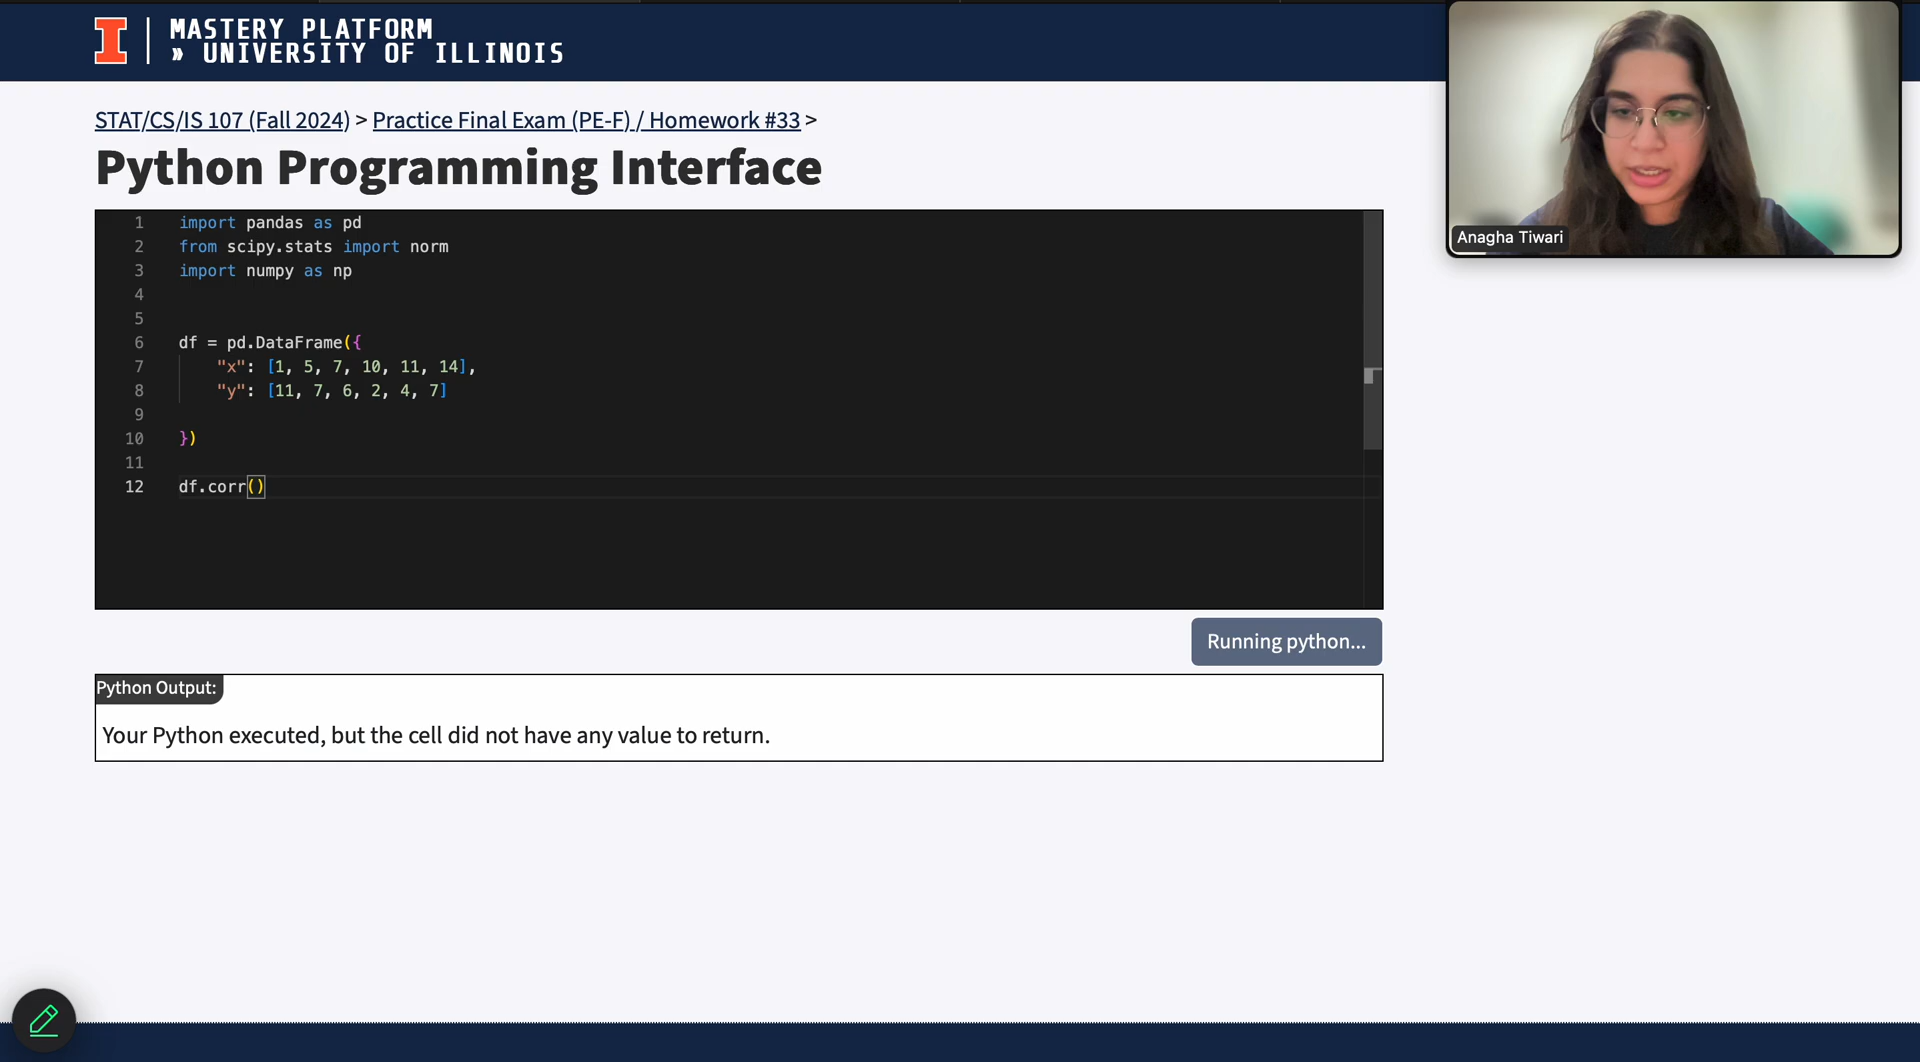 MASTERY PLATFORM
» UNIVERSITY OF ILLINOIS
Anagha Tiwari
STAT/CS/IS 107 (Fall 2024) > Practice Final Exam (PE-F) / Homework #33 >
Python Programming Interface
1 import pandas as pd
2 from scipy.stats import norm
3 import numpy as np
4
5
6 df = pd.DataFrame({
7 "x": [1, 5, 7, 10, 11, 14],
8 "y": [11, 7, 6, 2, 4, 7]
9
10 })
11
12 df.corr()
Running python...
Python Output:
Your Python executed, but the cell did not have any value to return.